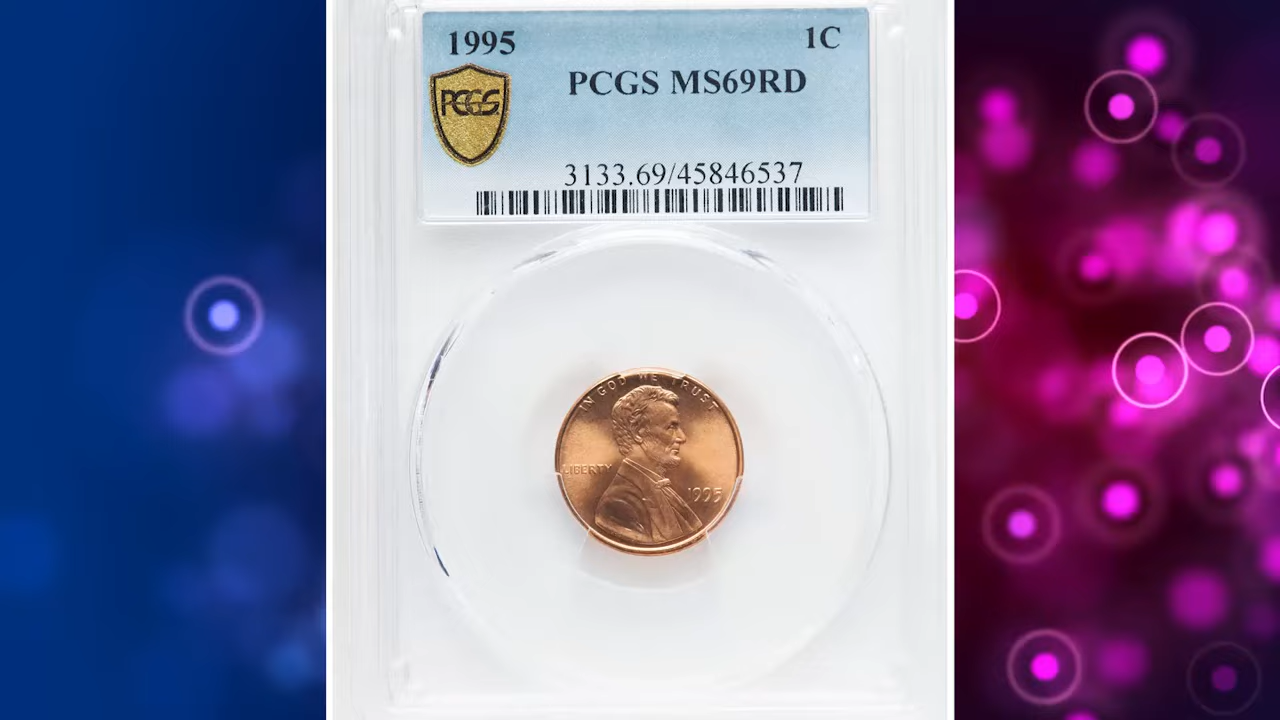 1995 1C
PCGS MS69RD
PCGS
3133.69/45846537
IN GOD WE TRUST
LIBERTY
1995